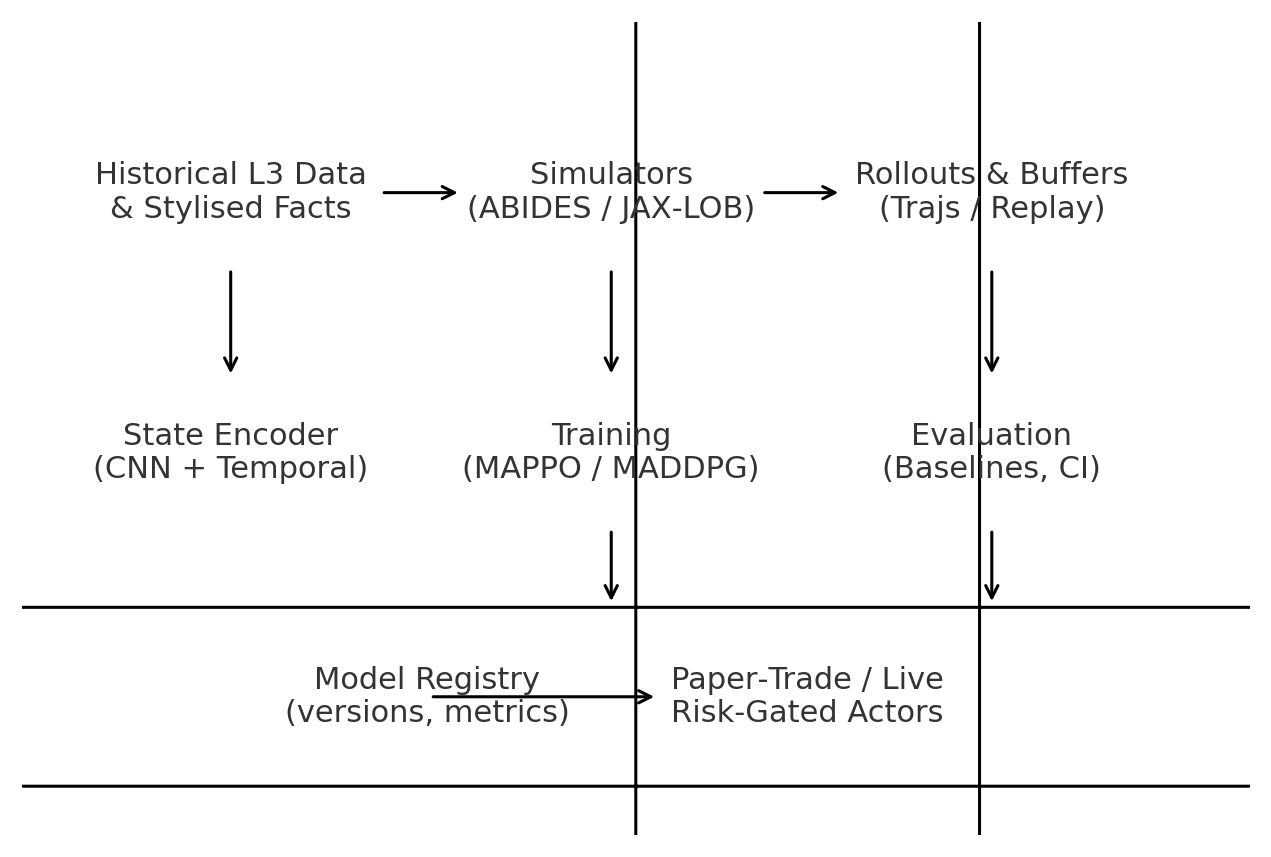 Historical L3 Data
& Stylised Facts
Simulators
(ABIDES / JAX-LOB)
Rollouts & Buffers
(Trajs / Replay)
State Encoder
(CNN + Temporal)
Training
(MAPPO / MADDPG)
Evaluation
(Baselines, CI)
Model Registry
(versions, metrics)
Paper-Trade / Live
Risk-Gated Actors